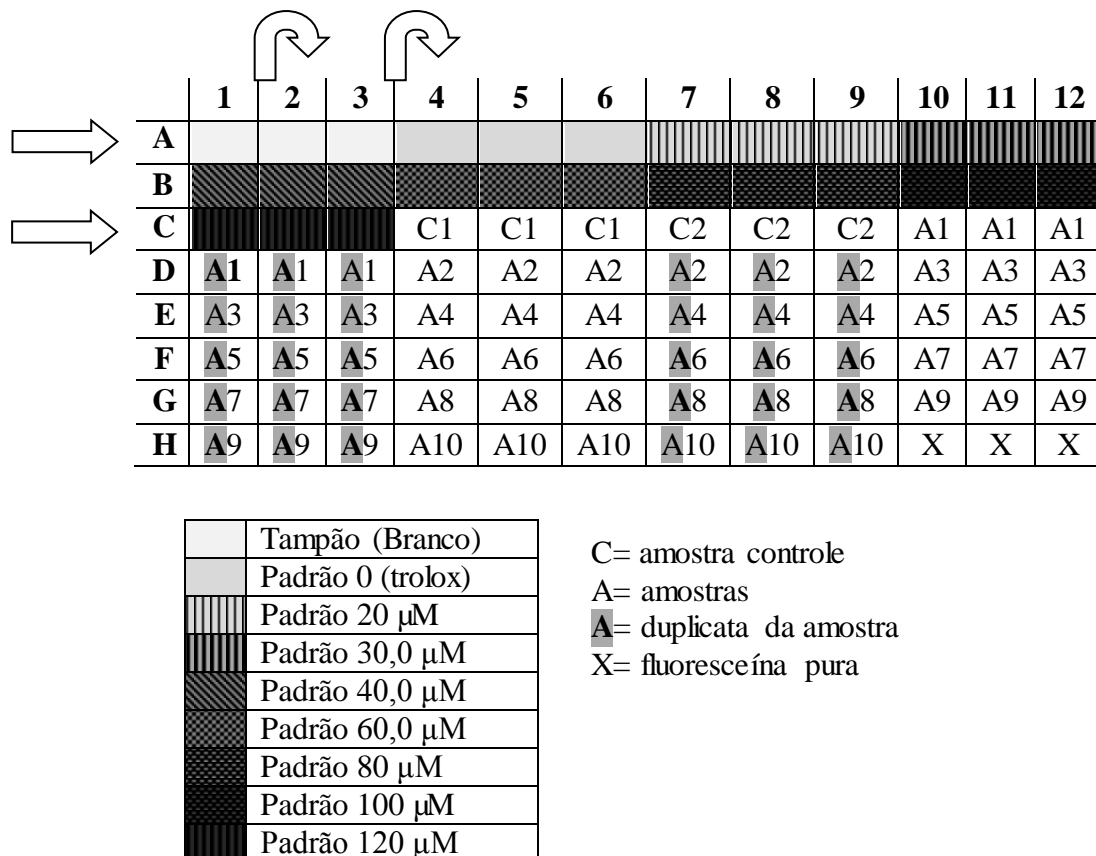 1 2 3 4 5 6 7 8 9 10 11 12
A
B
C C1 C1 C1 C2 C2 C2 A1 A1 A1
D A1 A1 A1 A2 A2 A2 A2 A2 A2 A3 A3 A3
E A3 A3 A3 A4 A4 A4 A4 A4 A4 A5 A5 A5
F A5 A5 A5 A6 A6 A6 A6 A6 A6 A7 A7 A7
G A7 A7 A7 A8 A8 A8 A8 A8 A8 A9 A9 A9
H A9 A9 A9 A10 A10 A10 A10 A10 A10 X X X
Tampão (Branco)
Padrão 0 (trolox)
Padrão 20 µM
Padrão 30,0 µM
Padrão 40,0 µM
Padrão 60,0 µM
Padrão 80 µM
Padrão 100 µM
Padrão 120 µM
C= amostra controle
A= amostras
A= duplicata da amostra
X= fluoresceína pura